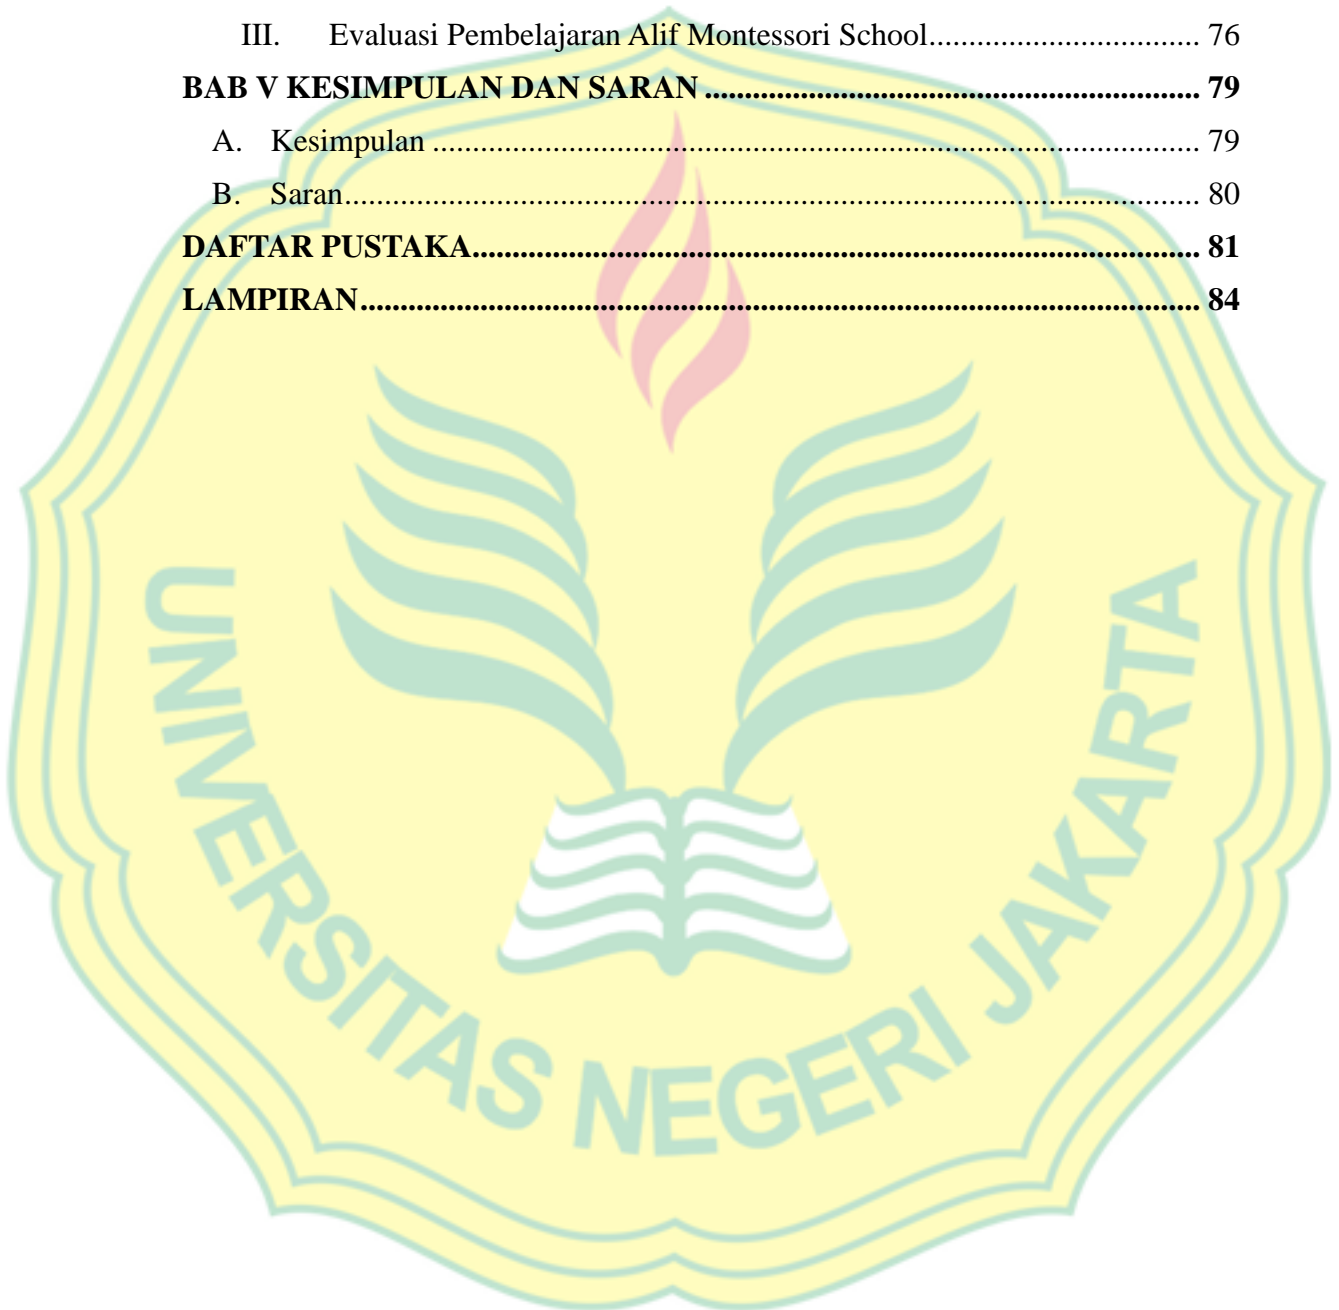 III. Evaluasi Pembelajaran Alif Montessori School.................................. 76
BAB V KESIMPULAN DAN SARAN .............................................................. 79
A. Kesimpulan ................................................................................................ 79
B. Saran........................................................................................................... 80
DAFTAR PUSTAKA........................................................................................... 81
LAMPIRAN......................................................................................................... 84
UNIVERSITAS NEGERI JAKARTA